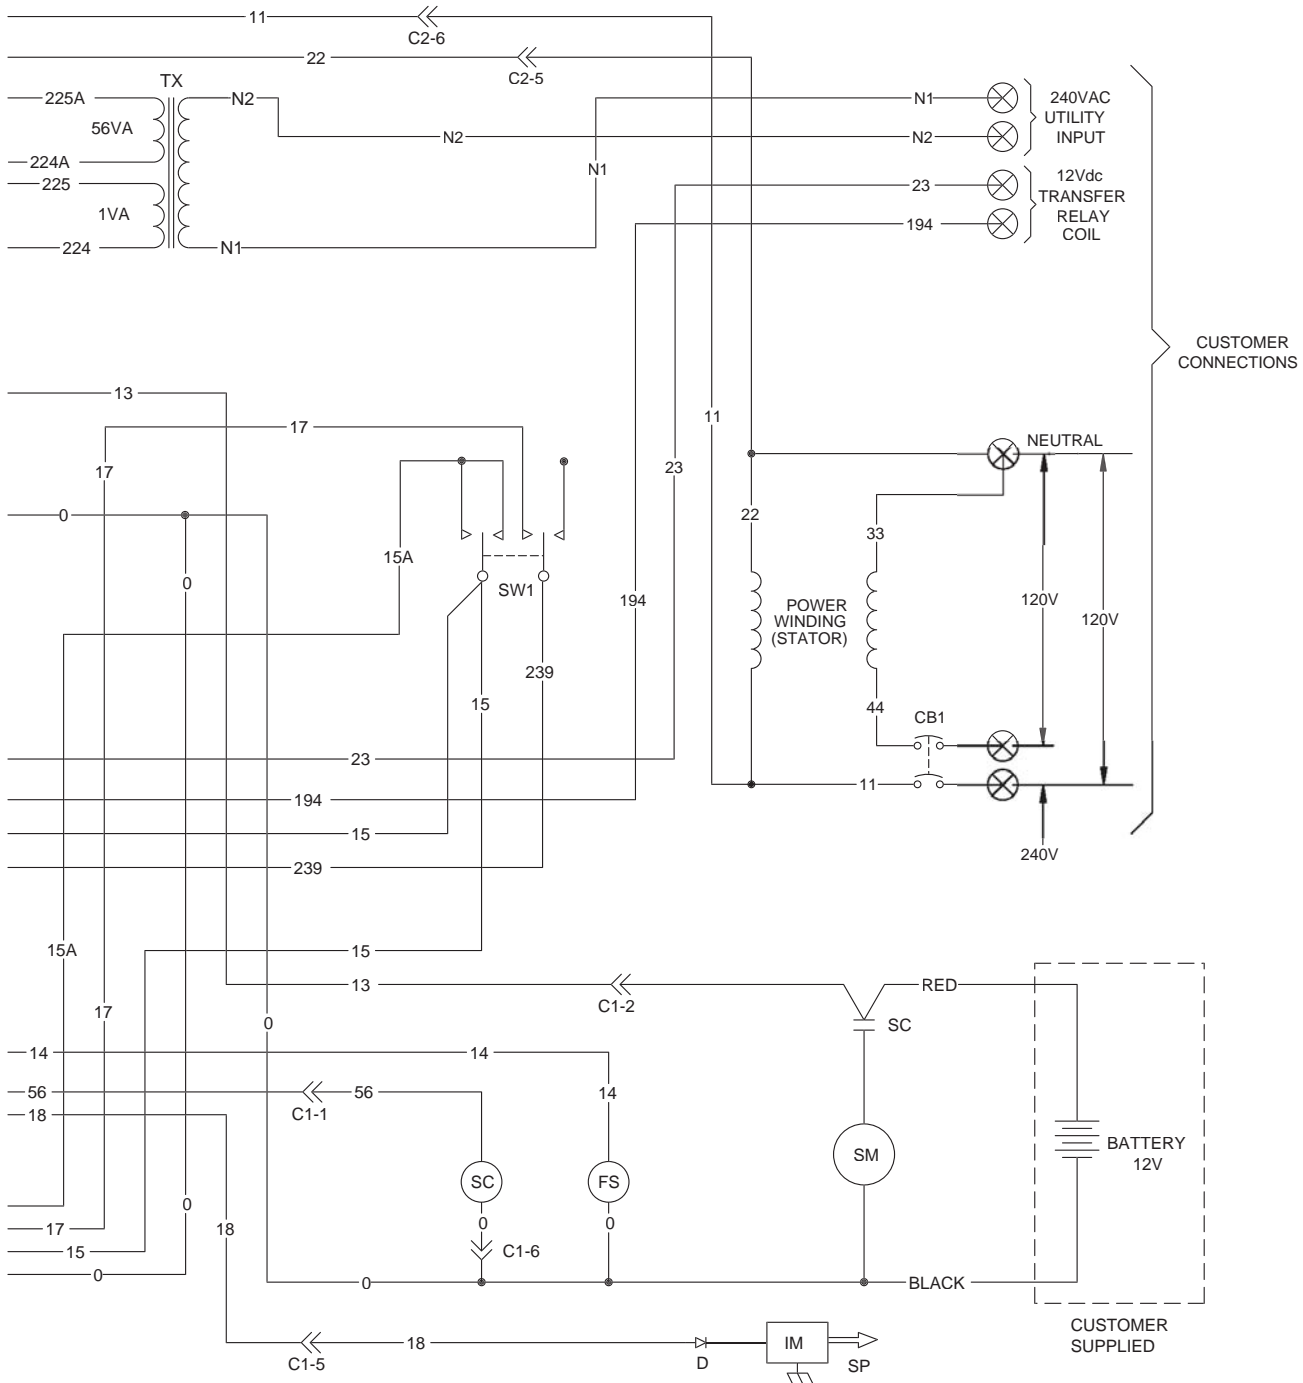 11
C2-6
22
C2-5
TX
225A
N2
N1
240VAC
UTILITY
INPUT
56VA
N2
N2
224A
N1
225
23
12Vdc
TRANSFER
RELAY
COIL
1VA
194
224
N1
CUSTOMER
CONNECTIONS
13
11
17
NEUTRAL
17
23
0
22
33
15A
0
SW1
194
POWER
WINDING
(STATOR)
120V
120V
239
15
44
CB1
23
11
194
15
240V
239
15A
15
13
C1-2
RED
17
0
SC
14
14
56
C1-1
56
14
18
SM
BATTERY
12V
SC
FS
0
17
18
0
0
15
C1-6
0
0
BLACK
CUSTOMER
SUPPLIED
C1-5
18
D
IM
SP